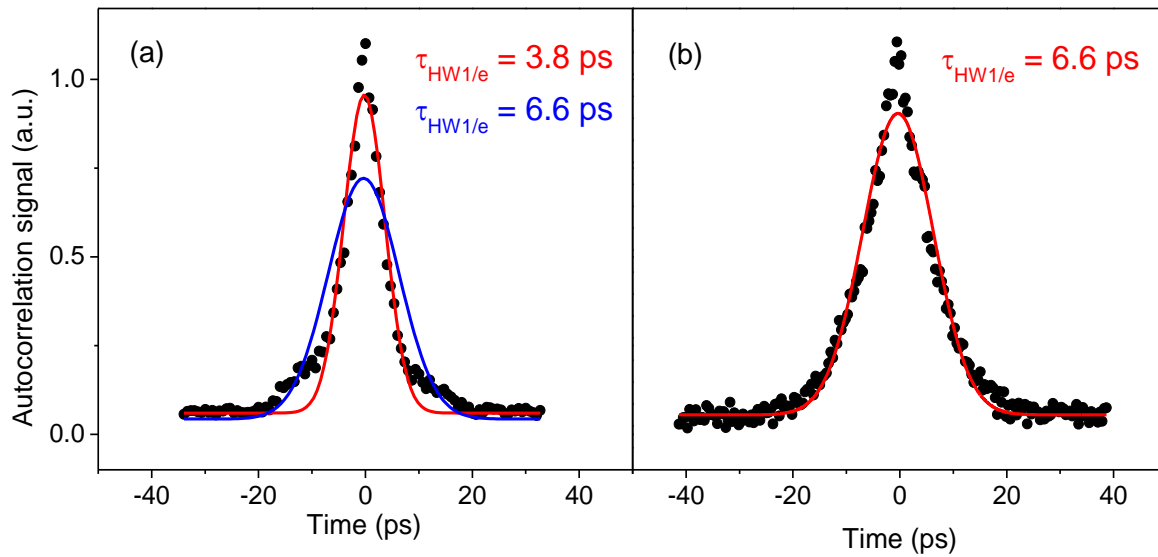 (a)
τHW1/e = 3.8 ps
τHW1/e = 6.6 ps
(b)
τHW1/e = 6.6 ps
Autocorrelation signal (a.u.)
1.0
0.5
0.0
-40 -20 0 20 40
-40 -20 0 20 40
Time (ps)
Time (ps)